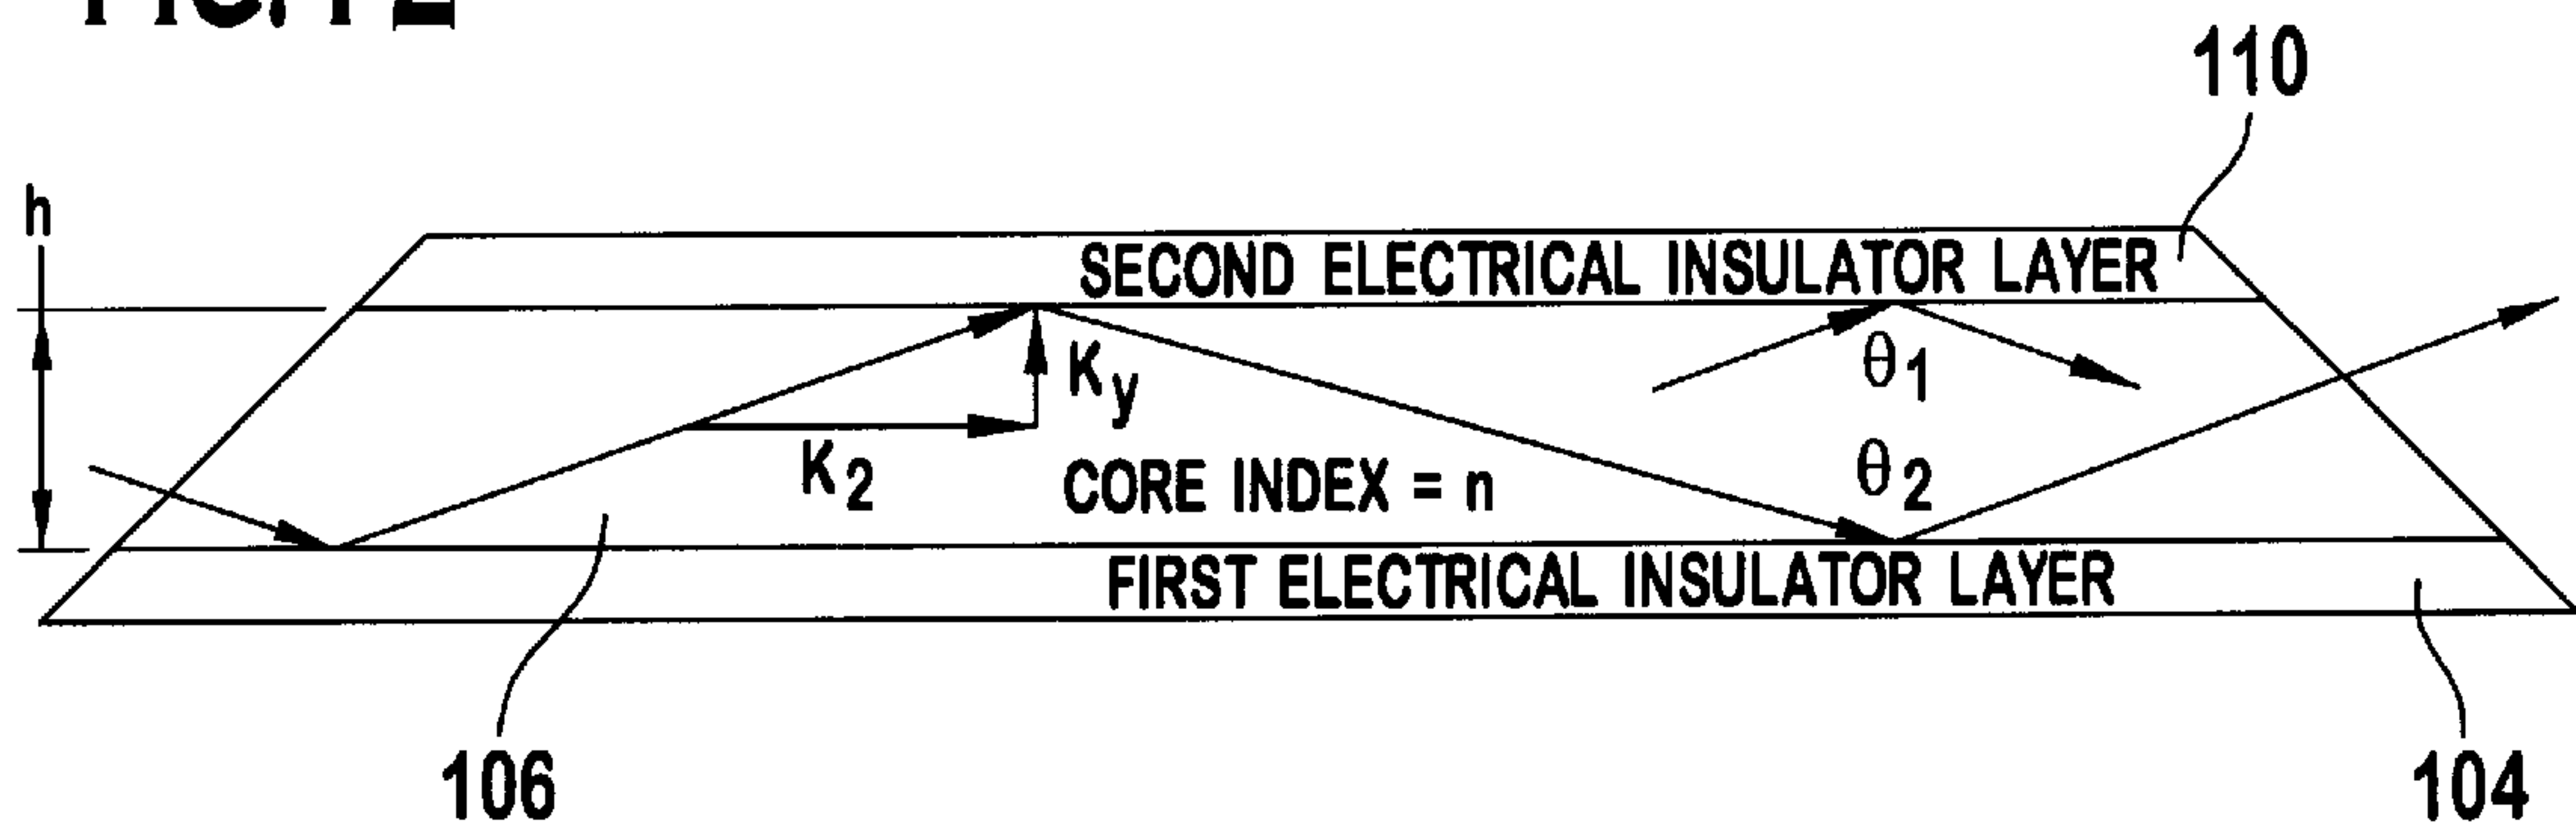 110
h
SECOND ELECTRICAL INSULATOR LAYER
Ky
θ1
K2
CORE INDEX = n
θ2
FIRST ELECTRICAL INSULATOR LAYER
106
104